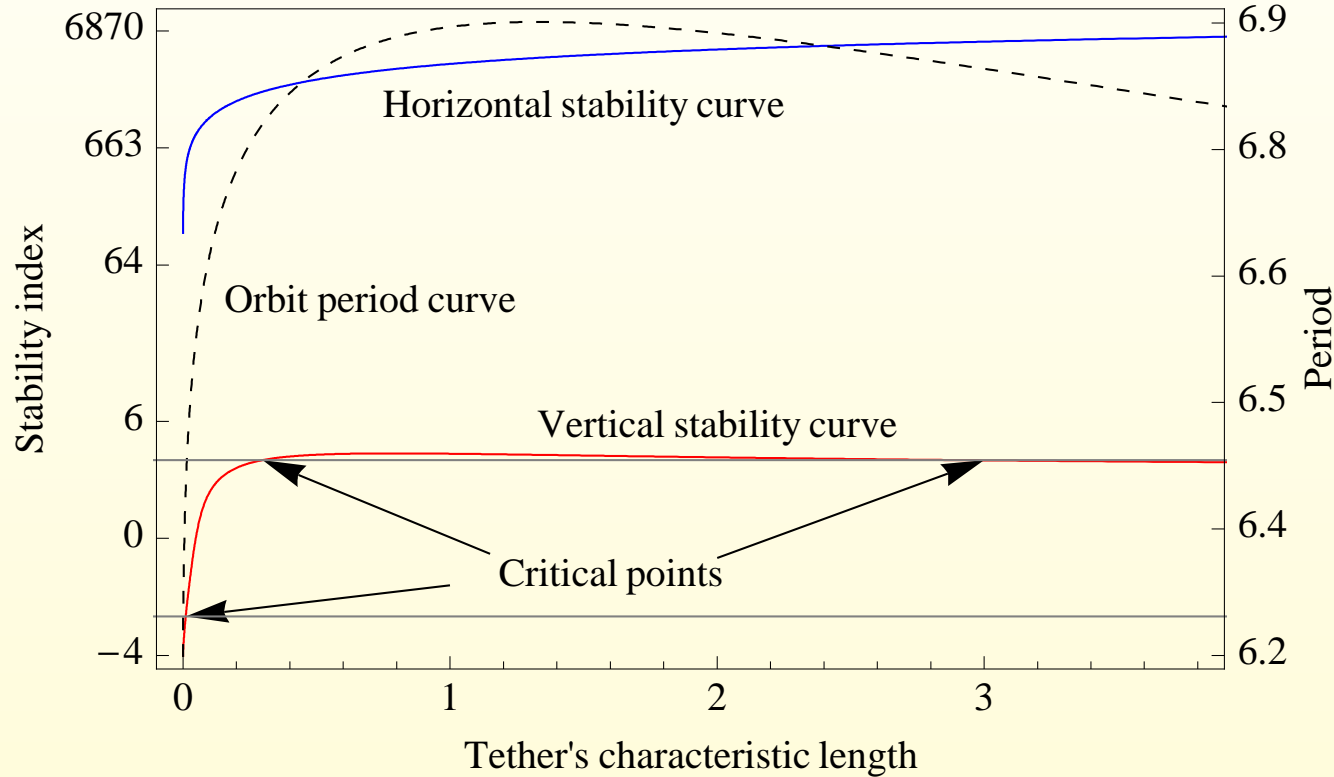 6870
663
64
6
0
−4
Stability index
6.9
6.8
6.6
6.5
6.4
6.2
Period
Horizontal stability curve
Orbit period curve
Vertical stability curve
Critical points
0 1 2 3
Tether's characteristic length